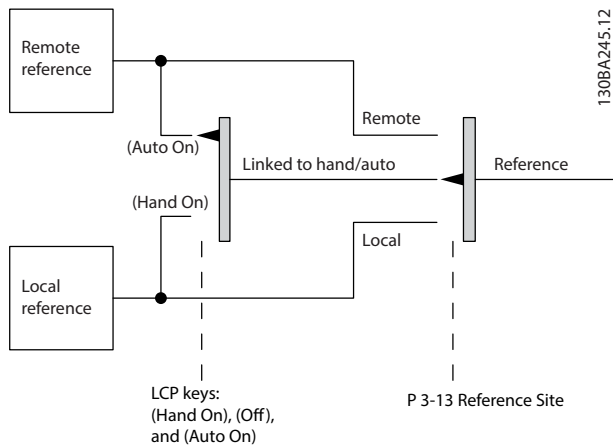 Remote
reference
130BA245.12
Remote
(Auto On)
Linked to hand/auto
Reference
(Hand On)
Local
Local
reference
LCP keys:
(Hand On), (Off),
and (Auto On)
P 3-13 Reference Site